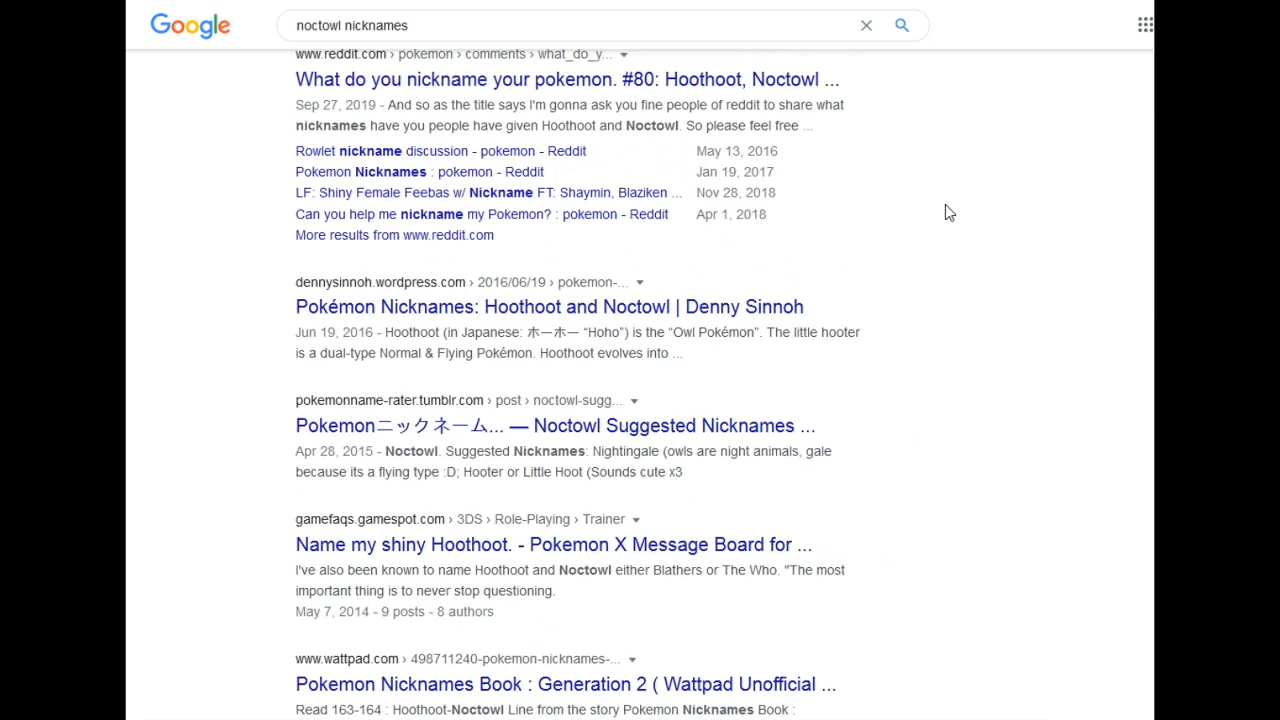 Google
noctowl nicknames
www.reddit.com › pokemon › comments › what_do_y...
What do you nickname your pokemon. #80: Hoothoot, Noctowl ...
Sep 27, 2019 - And so as the title says I'm gonna ask you fine people of reddit to share what
nicknames have you people have given Hoothoot and Noctowl. So please feel free ...
Rowlet nickname discussion - pokemon - Reddit May 13, 2016
Pokemon Nicknames : pokemon - Reddit Jan 19, 2017
LF: Shiny Female Feebas w/ Nickname FT: Shaymin, Blaziken ... Nov 28, 2018
Can you help me nickname my Pokemon? : pokemon - Reddit Apr 1, 2018
More results from www.reddit.com
dennysinnoh.wordpress.com › 2016/06/19 › pokemon-...
Pokémon Nicknames: Hoothoot and Noctowl | Denny Sinnoh
Jun 19, 2016 - Hoothoot (in Japanese: ホーホー “Hoho”) is the “Owl Pokémon”. The little hooter
is a dual-type Normal & Flying Pokémon. Hoothoot evolves into ...
pokemonname-rater.tumblr.com › post › noctowl-sugg...
Pokemonニックネーム... — Noctowl Suggested Nicknames ...
Apr 28, 2015 - Noctowl. Suggested Nicknames: Nightingale (owls are night animals, gale
because its a flying type :D; Hooter or Little Hoot (Sounds cute x3
gamefaqs.gamespot.com › 3DS › Role-Playing › Trainer
Name my shiny Hoothoot. - Pokemon X Message Board for ...
I've also been known to name Hoothoot and Noctowl either Blathers or The Who. "The most
important thing is to never stop questioning.
May 7, 2014 - 9 posts - 8 authors
www.wattpad.com › 498711240-pokemon-nicknames-...
Pokemon Nicknames Book : Generation 2 ( Wattpad Unofficial ...
Read 163-164 : Hoothoot-Noctowl Line from the story Pokemon Nicknames Book :